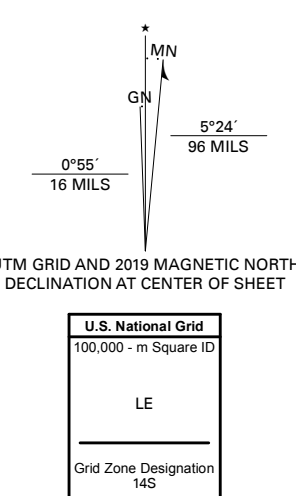 ★
MN
GN
5°24´
96 MILS
0°55´
16 MILS
UTM GRID AND 2019 MAGNETIC NORTH
DECLINATION AT CENTER OF SHEET
U.S. National Grid
100,000 - m Square ID
LE
Grid Zone Designation
14S